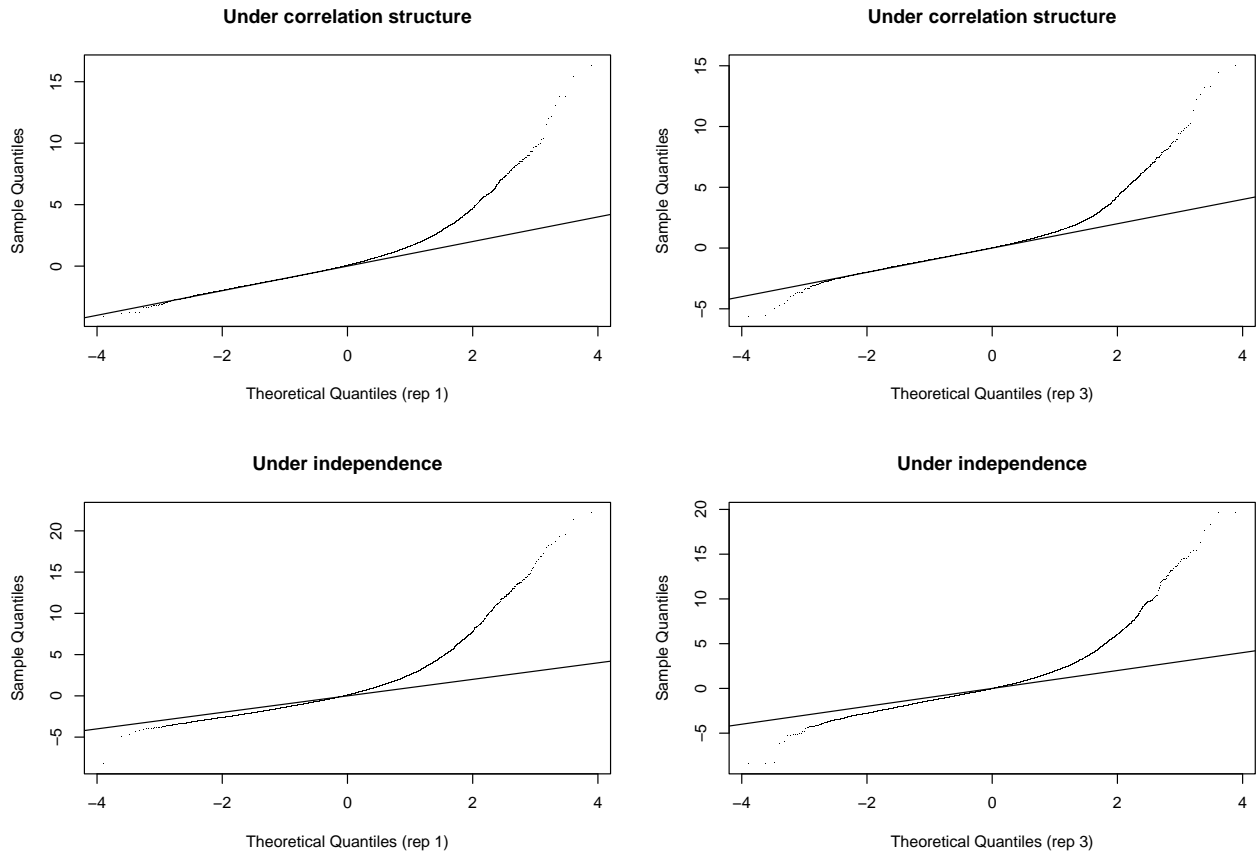 Under correlation structure
Sample Quantiles
15
10
5
0
−4 −2 0 2 4
Theoretical Quantiles (rep 1)
Under correlation structure
Sample Quantiles
15
10
5
0
−5
−4 −2 0 2 4
Theoretical Quantiles (rep 3)
Under independence
Sample Quantiles
20
15
10
5
0
−5
−4 −2 0 2 4
Theoretical Quantiles (rep 1)
Under independence
Sample Quantiles
20
15
10
5
0
−5
−4 −2 0 2 4
Theoretical Quantiles (rep 3)